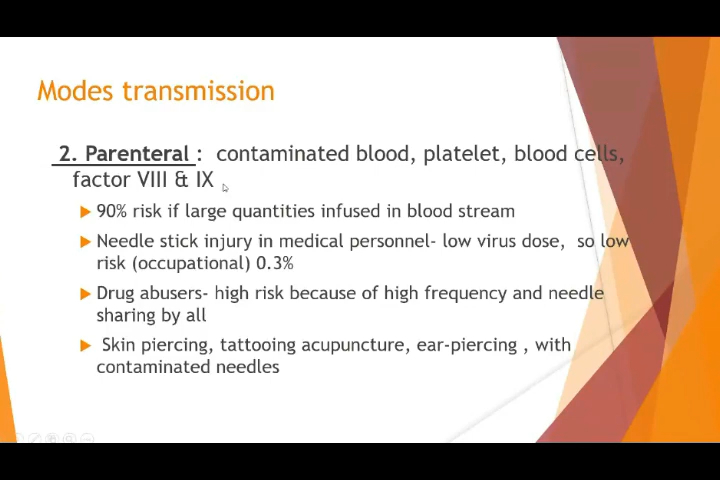 Modes transmission
2. Parenteral : contaminated blood, platelet, blood cells,
factor VIII & IX
90% risk if large quantities infused in blood stream
Needle stick injury in medical personnel- low virus dose, so low
risk (occupational) 0.3%
Drug abusers- high risk because of high frequency and needle
sharing by all
Skin piercing, tattooing acupuncture, ear-piercing , with
contaminated needles